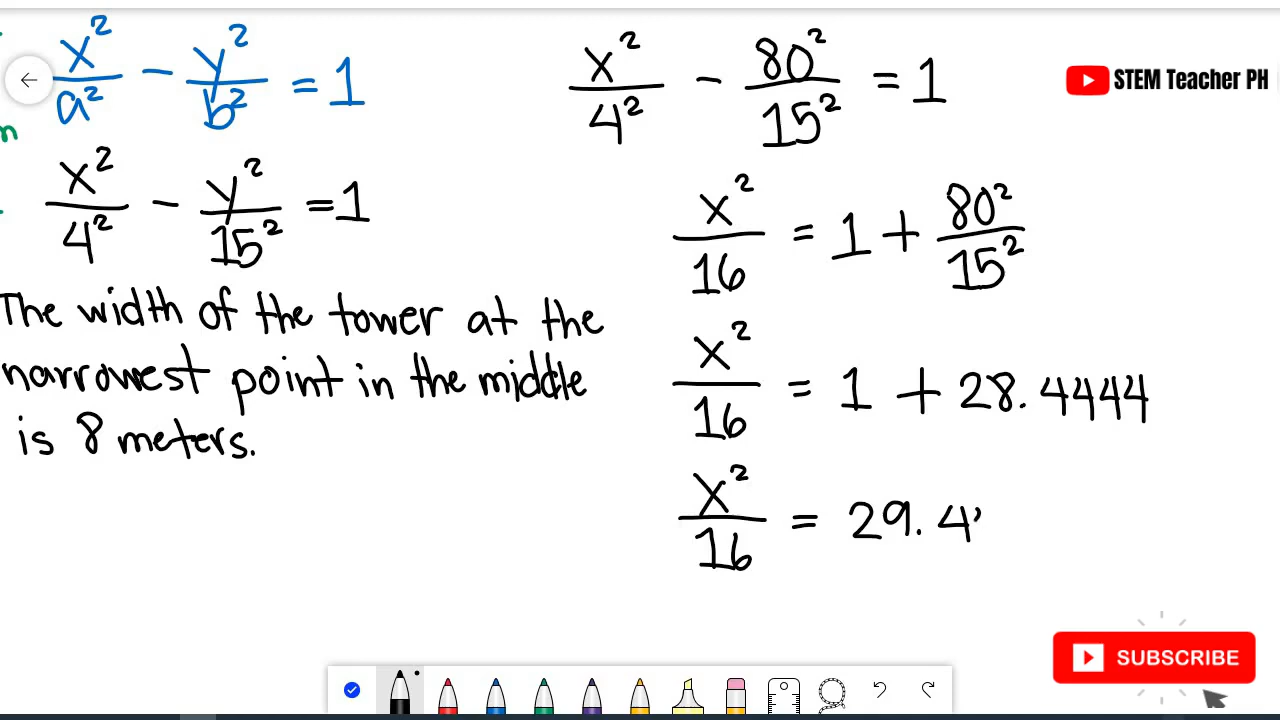 x²/a² − y²/b² = 1
x²/4² − y²/15² = 1
The width of the tower at the
narrowest point in the middle
is 8 meters.
x²/4² − 80²/15² = 1
x²/16 = 1 + 80²/15²
x²/16 = 1 + 28.4444
x²/16 = 29.4
STEM Teacher PH
SUBSCRIBE